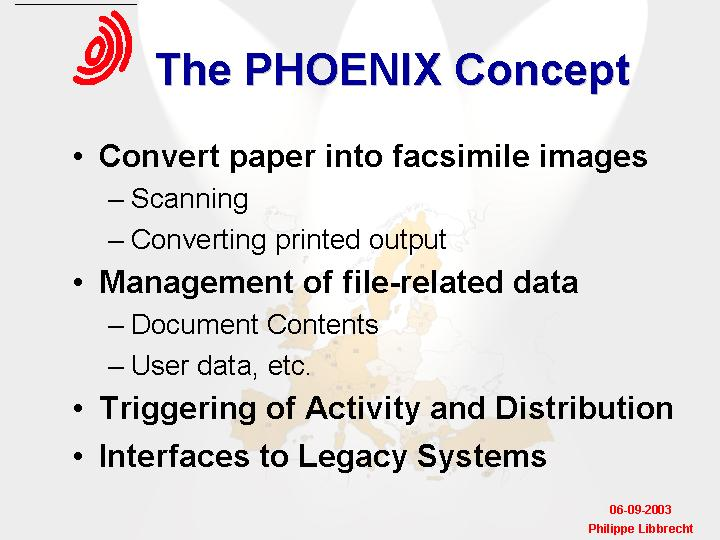 The PHOENIX Concept
• Convert paper into facsimile images
– Scanning
– Converting printed output
• Management of file-related data
– Document Contents
– User data, etc.
• Triggering of Activity and Distribution
• Interfaces to Legacy Systems
06-09-2003
Philippe Libbrecht